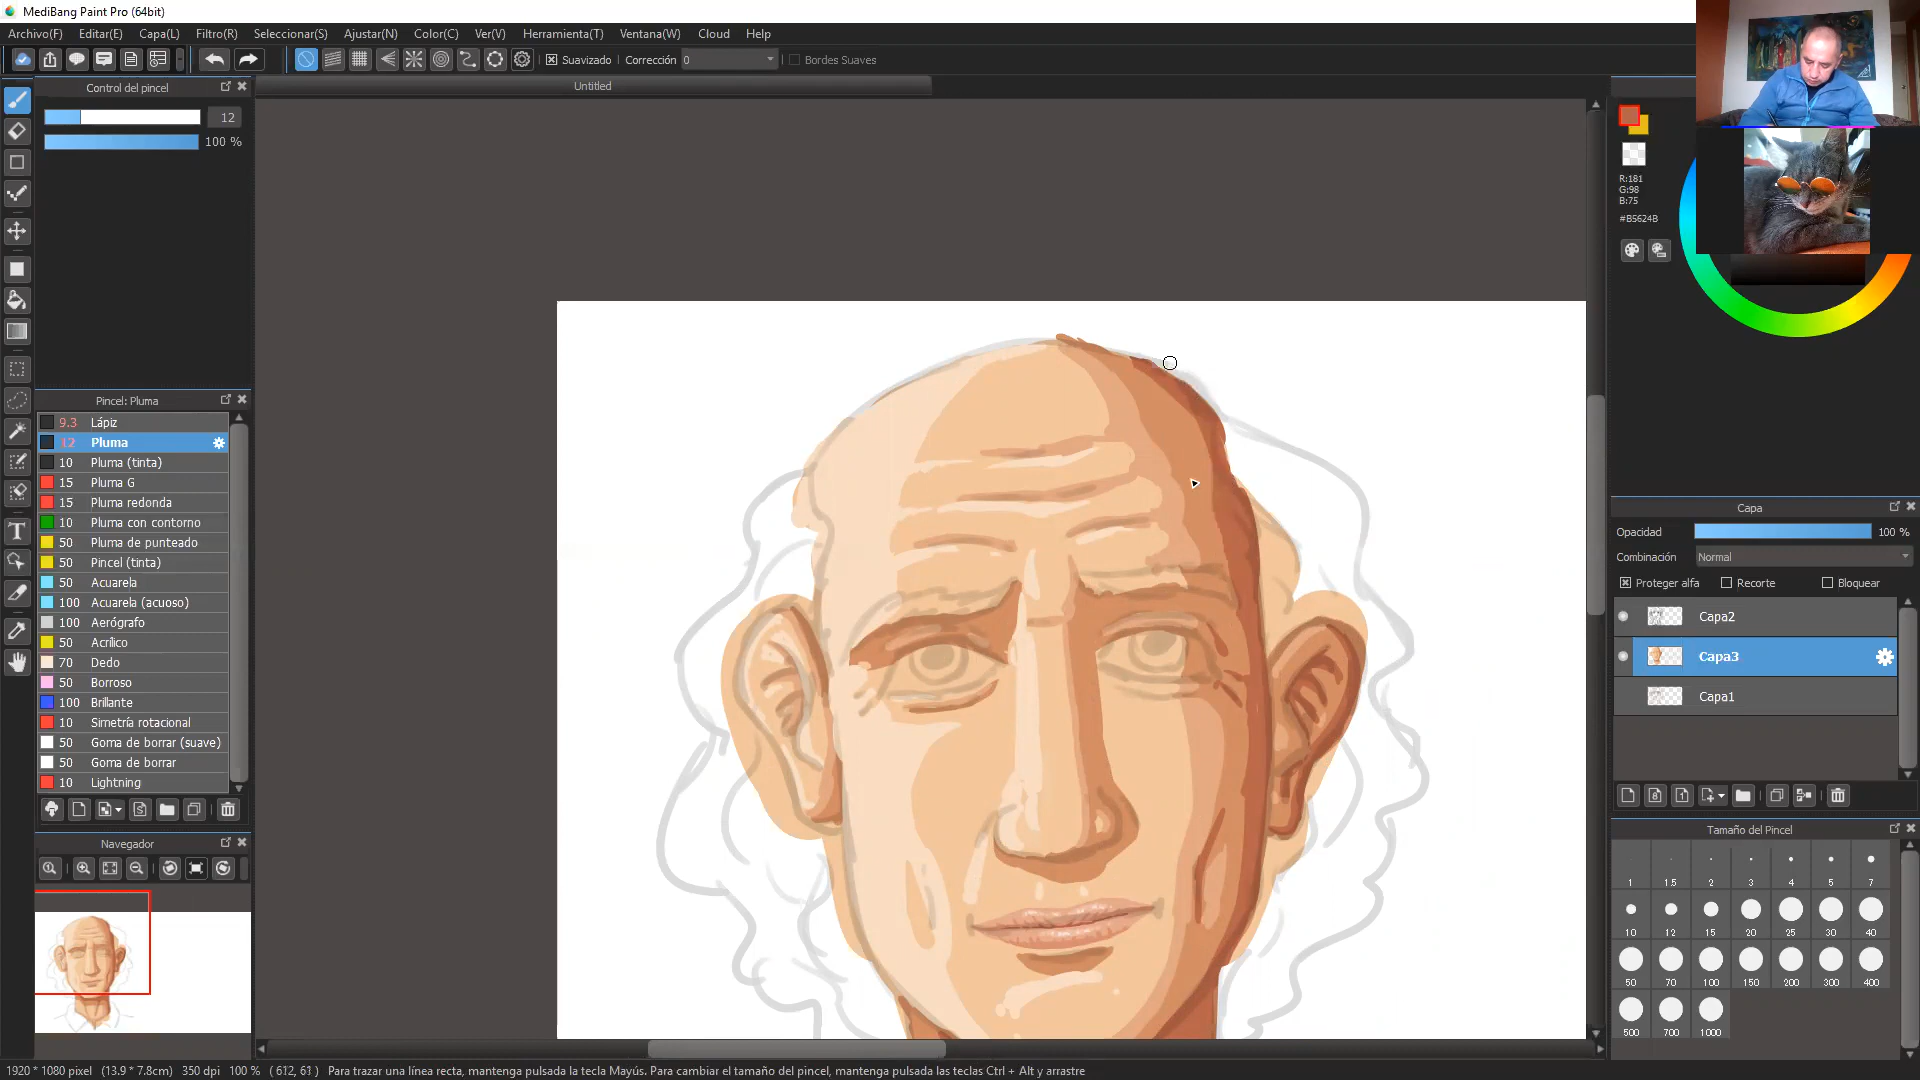 MediBang Paint Pro (64bit)
Archivo(F) Editar(E) Capa(L) Filtro(R) Seleccionar(S) Ajustar(N) Color(C) Ver(V) Herramienta(T) Ventana(W) Cloud Help
Suavizado Corrección 0 Bordes Suaves
Control del pincel
Untitled
12
100 %
R:181
G:98
B:75
#B5624B
Pincel: Pluma
9.3 Lápiz
12 Pluma
10 Pluma (tinta)
15 Pluma G
15 Pluma redonda
10 Pluma con contorno
50 Pluma de punteado
50 Pincel (tinta)
50 Acuarela
100 Acuarela (acuoso)
100 Aerógrafo
50 Acrílico
70 Dedo
50 Borroso
100 Brillante
10 Simetría rotacional
50 Goma de borrar (suave)
50 Goma de borrar
10 Lightning
Navegador
Capa
Opacidad 100 %
Combinación Normal
Proteger alfa Recorte Bloquear
Capa2
Capa3
Capa1
Tamaño del Pincel
1 1.5 2 3 4 5 7
10 12 15 20 25 30 40
50 70 100 150 200 300 400
500 700 1000
1920 * 1080 pixel (13.9 * 7.8cm) 350 dpi 100 % ( 612, 61 ) Para trazar una línea recta, mantenga pulsada la tecla Mayús. Para cambiar el tamaño del pincel, mantenga pulsadas las teclas Ctrl + Alt y arrastre